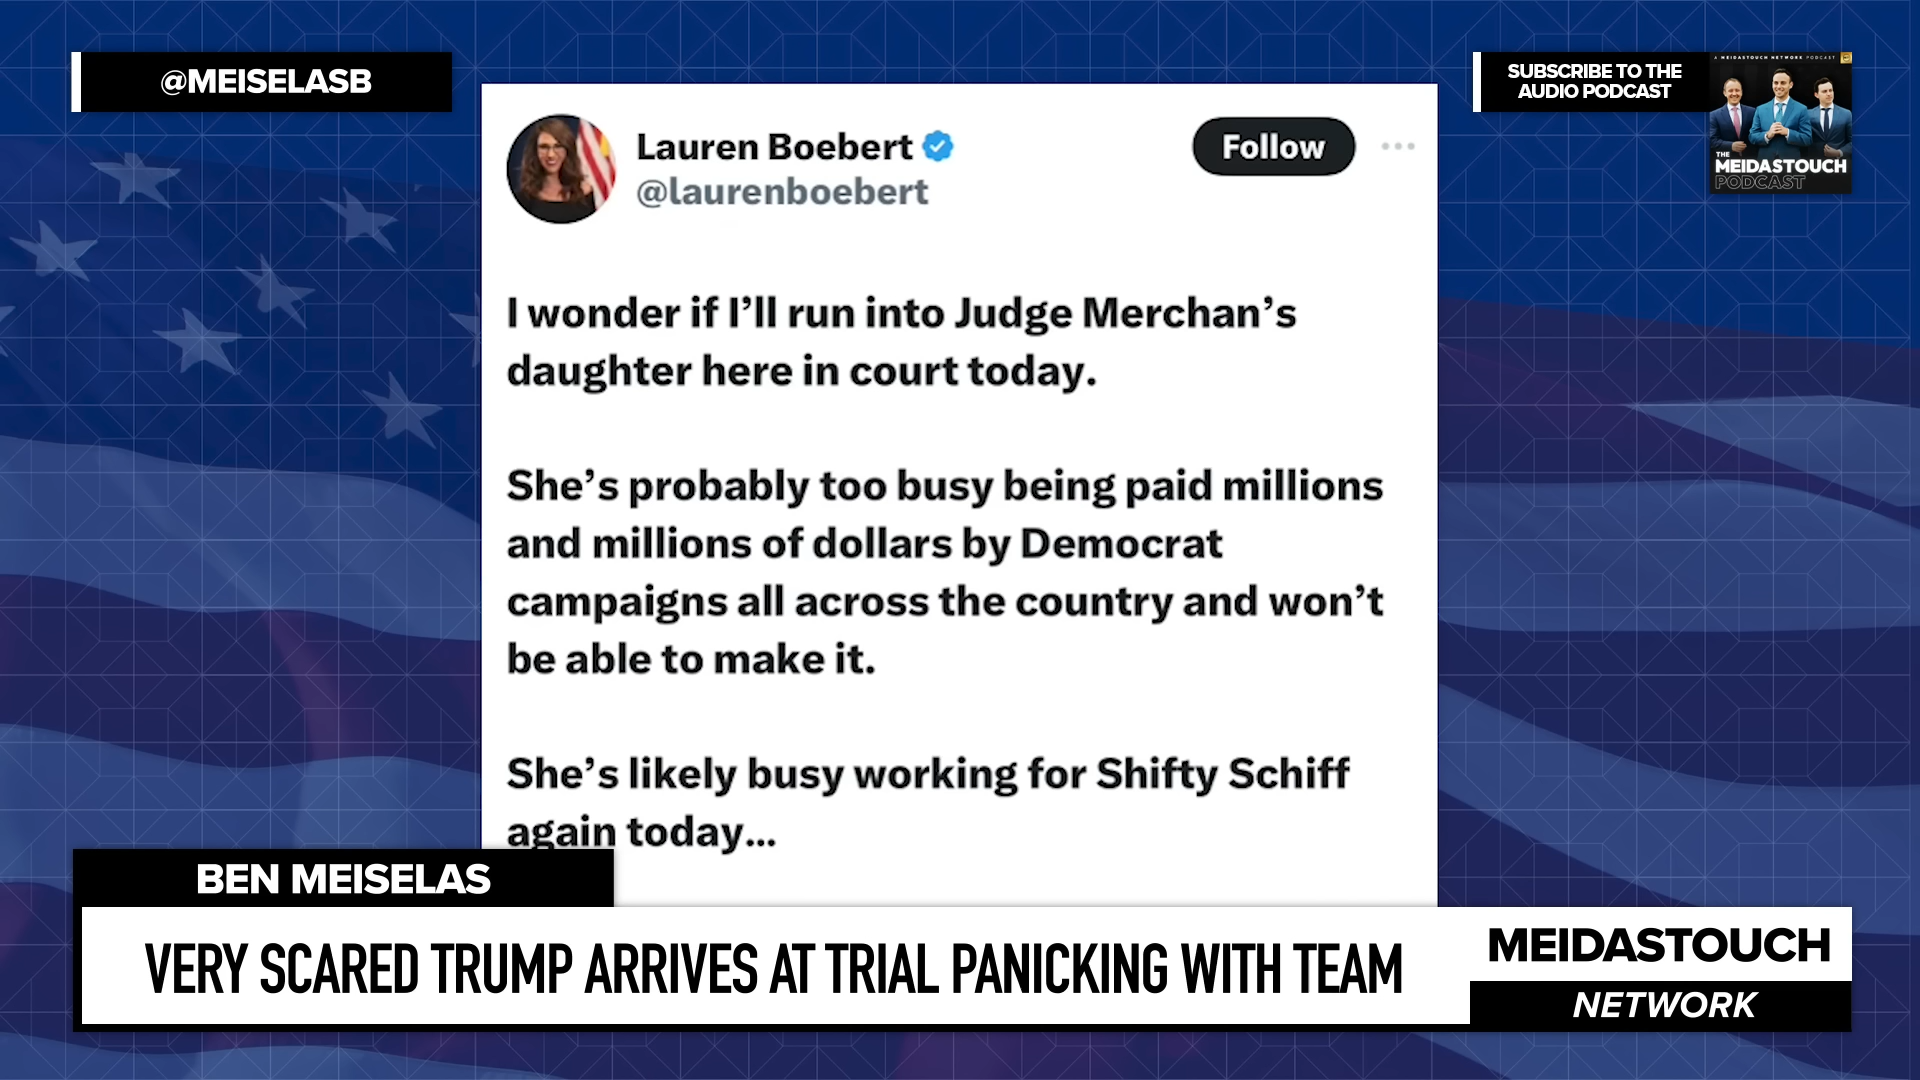 @MEISELASB
SUBSCRIBE TO THE
AUDIO PODCAST
A MEIDASTOUCH NETWORK PODCAST
THE
MEIDASTOUCH
PODCAST
Lauren Boebert
@laurenboebert
Follow
I wonder if I’ll run into Judge Merchan’s
daughter here in court today.
She’s probably too busy being paid millions
and millions of dollars by Democrat
campaigns all across the country and won’t
be able to make it.
She’s likely busy working for Shifty Schiff
again today...
BEN MEISELAS
VERY SCARED TRUMP ARRIVES AT TRIAL PANICKING WITH TEAM
MEIDASTOUCH
NETWORK